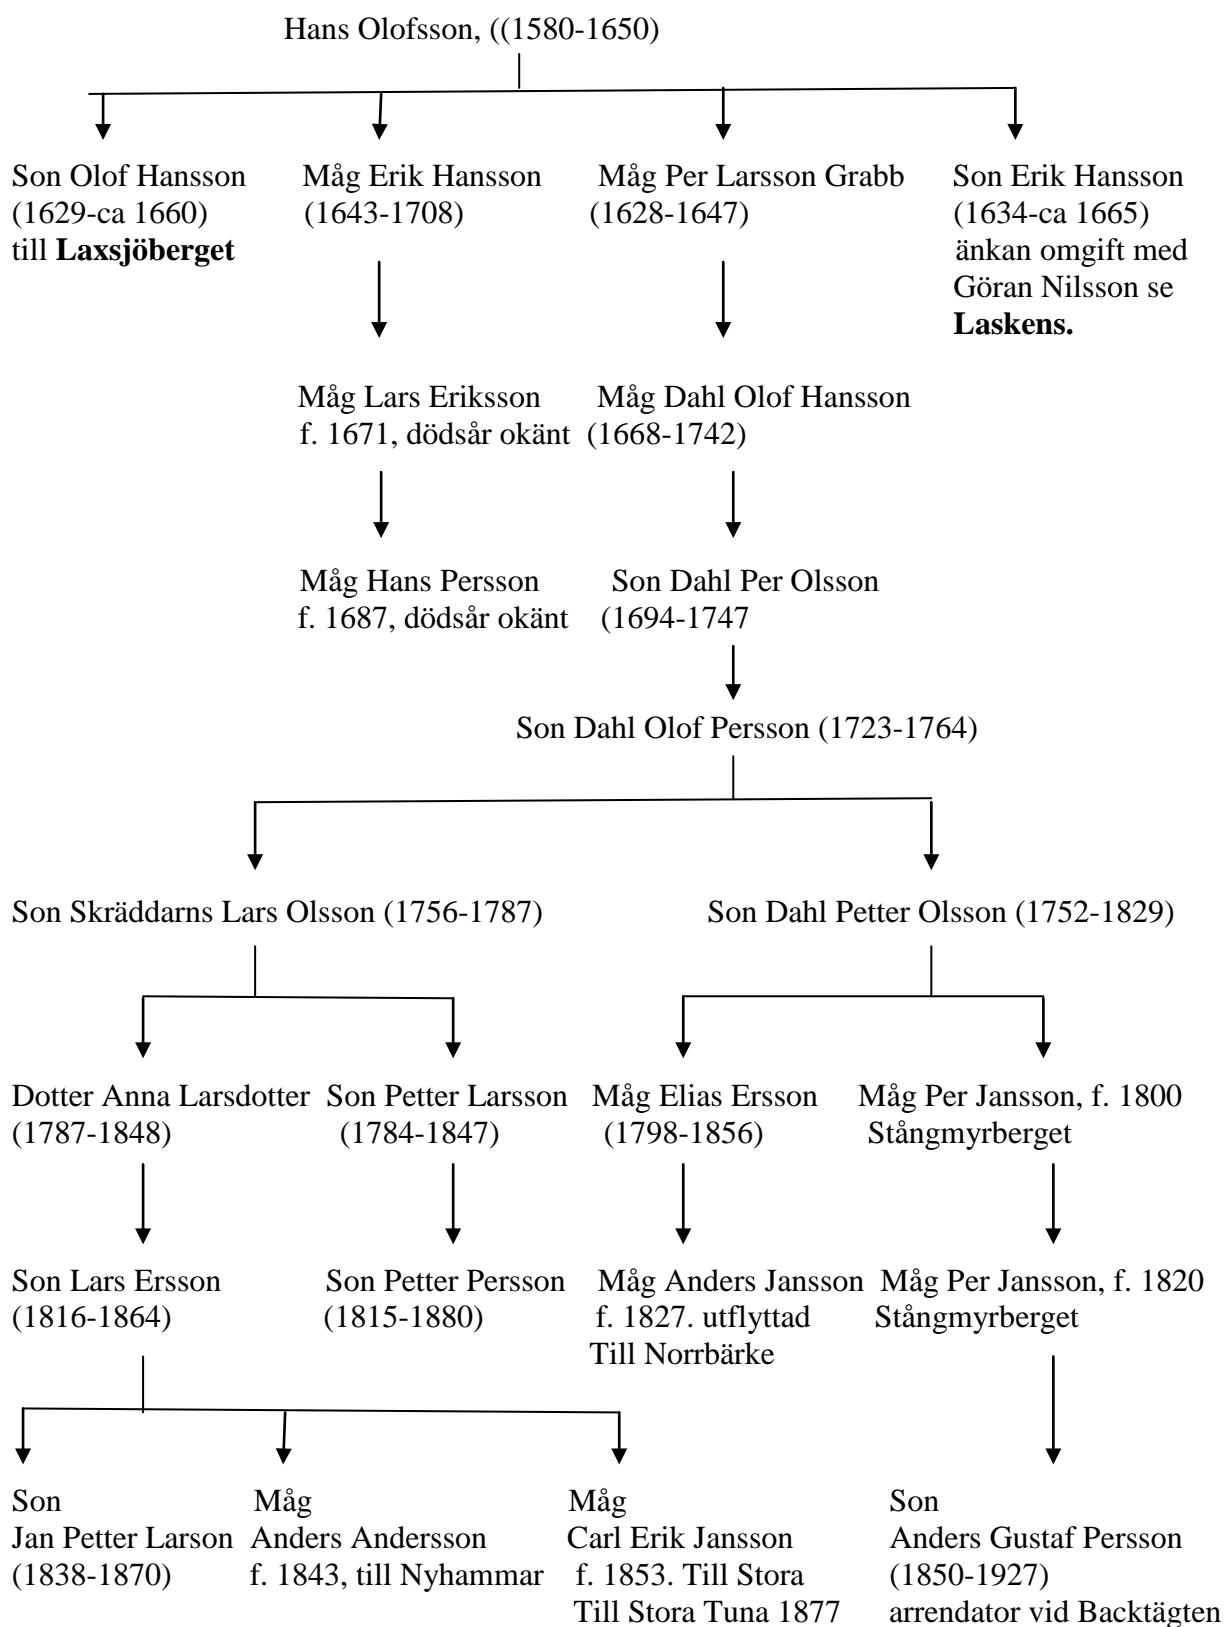 Hans Olofsson, ((1580-1650)
Son Olof Hansson
(1629-ca 1660)
till Laxsjöberget
Måg Erik Hansson
(1643-1708)
Måg Per Larsson Grabb
(1628-1647)
Son Erik Hansson
(1634-ca 1665)
änkan omgift med
Göran Nilsson se
Laskens.
Måg Lars Eriksson
f. 1671, dödsår okänt
Måg Dahl Olof Hansson
(1668-1742)
Måg Hans Persson
f. 1687, dödsår okänt
Son Dahl Per Olsson
(1694-1747
Son Dahl Olof Persson (1723-1764)
Son Skräddarns Lars Olsson (1756-1787)
Son Dahl Petter Olsson (1752-1829)
Dotter Anna Larsdotter
(1787-1848)
Son Petter Larsson
(1784-1847)
Måg Elias Ersson
(1798-1856)
Måg Per Jansson, f. 1800
Stångmyrberget
Son Lars Ersson
(1816-1864)
Son Petter Persson
(1815-1880)
Måg Anders Jansson
f. 1827. utflyttad
Till Norrbärke
Måg Per Jansson, f. 1820
Stångmyrberget
Son
Jan Petter Larson
(1838-1870)
Måg
Anders Andersson
f. 1843, till Nyhammar
Måg
Carl Erik Jansson
f. 1853. Till Stora
Till Stora Tuna 1877
Son
Anders Gustaf Persson
(1850-1927)
arrendator vid Backtägten